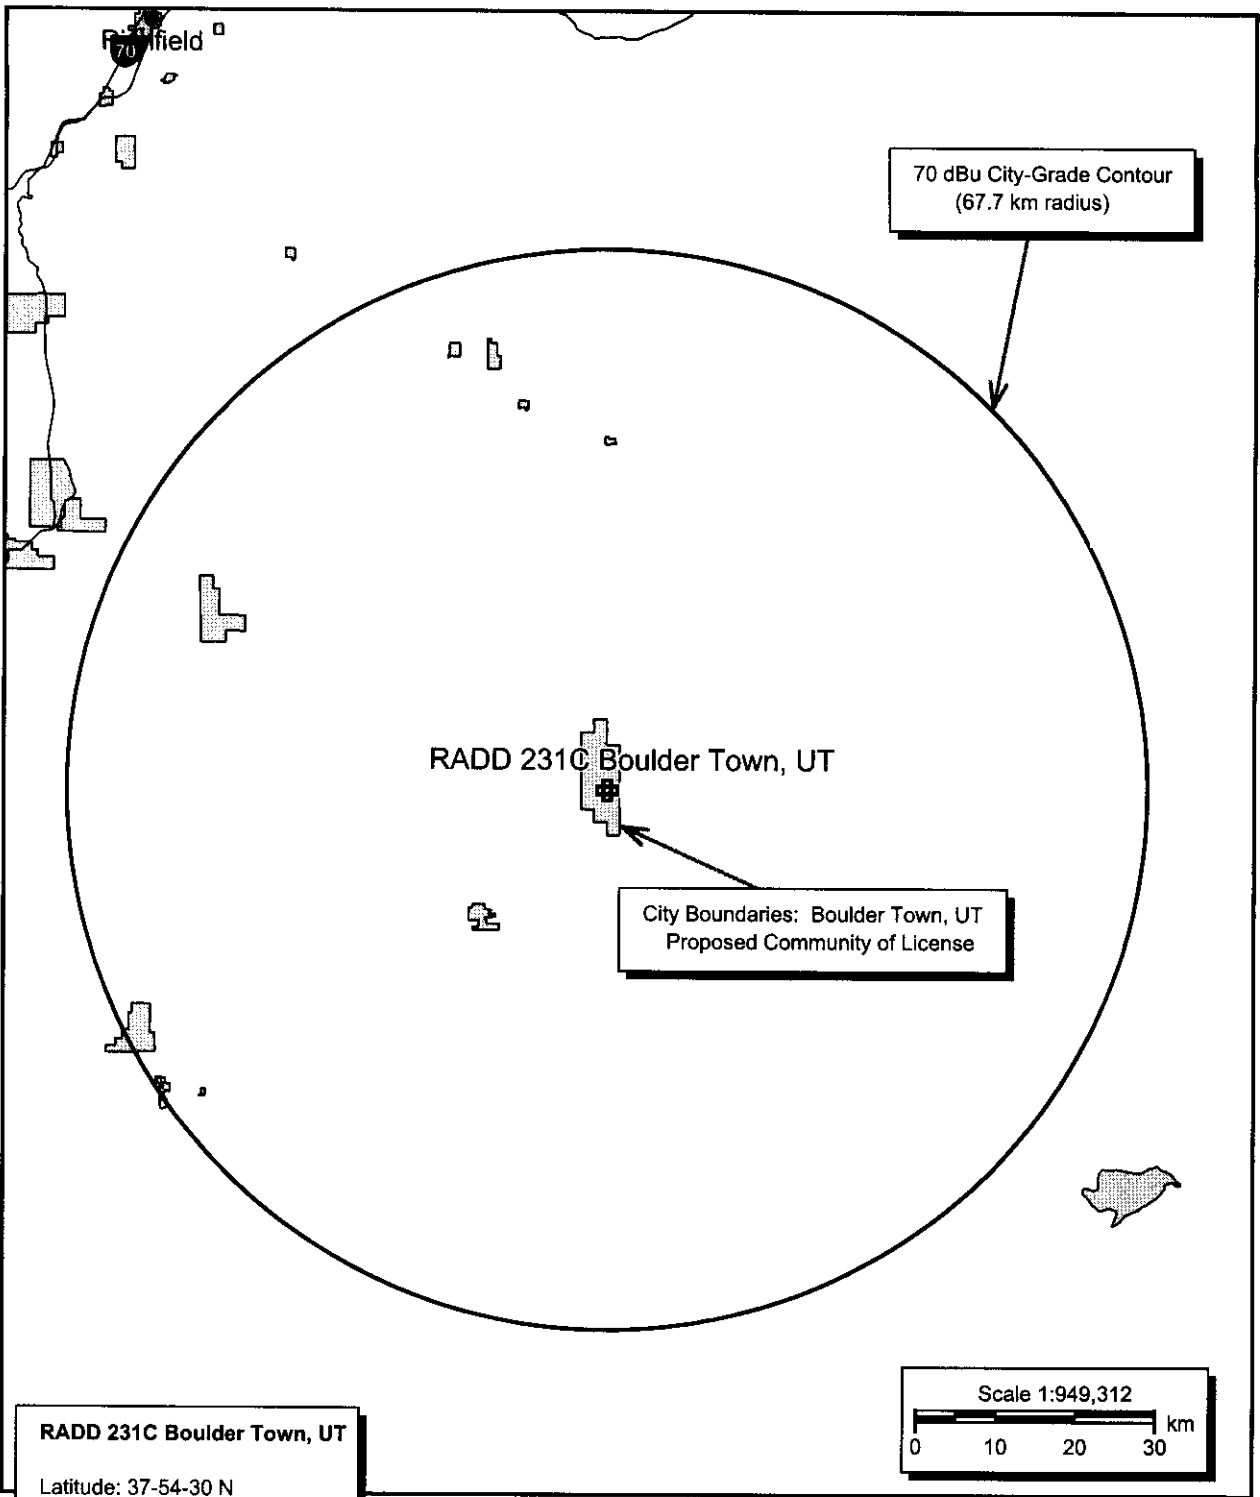 70
70 dBu City-Grade Contour
(67.7 km radius)
RADD 231C Boulder Town, UT
City Boundaries: Boulder Town, UT
Proposed Community of License
Scale 1:949,312
km
0 10 20 30
RADD 231C Boulder Town, UT
Latitude: 37-54-30 N